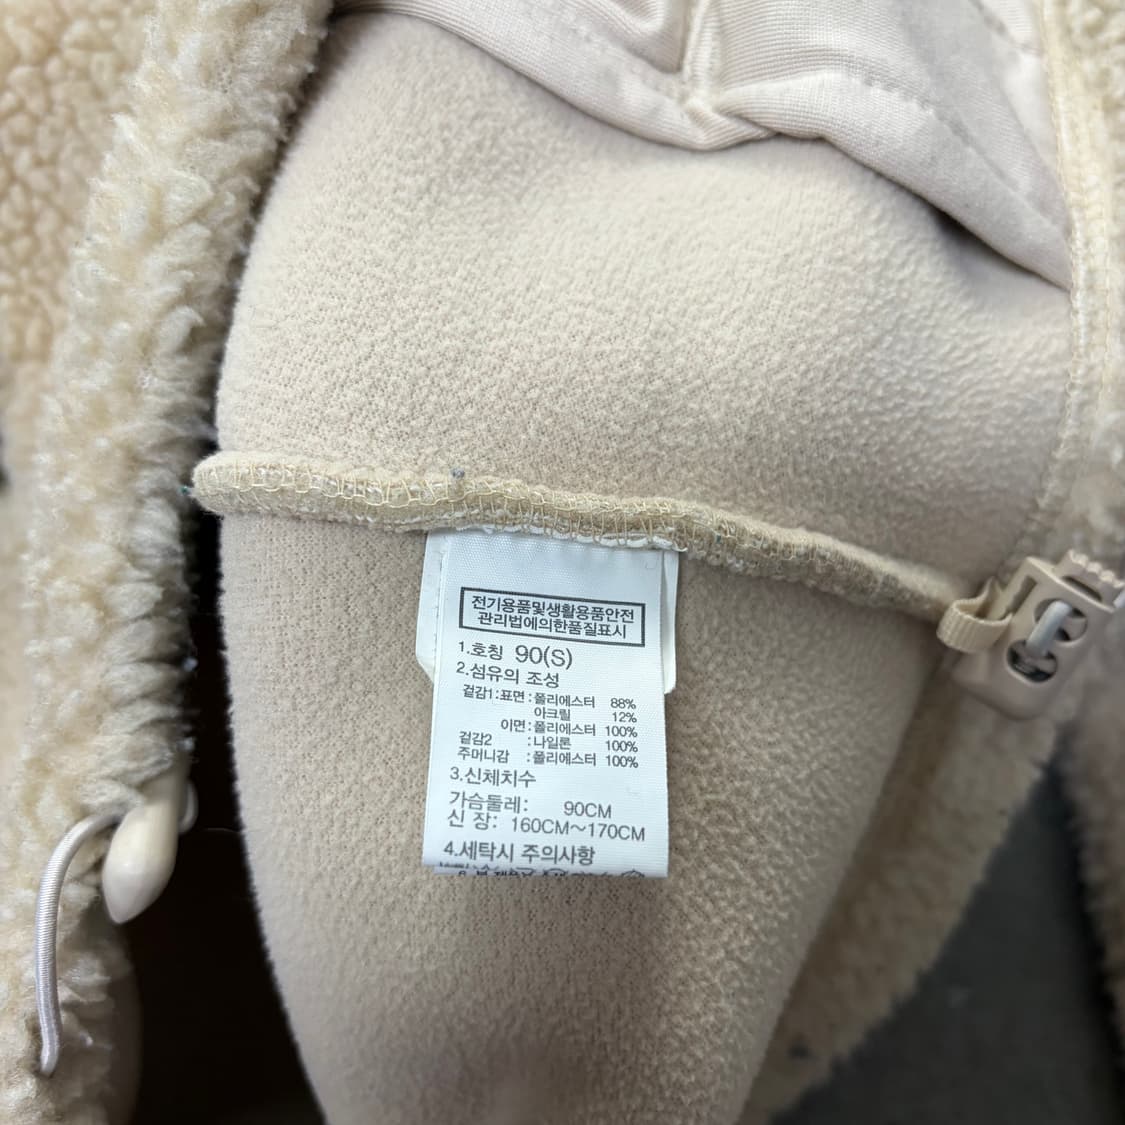 전기용품및생활용품안전
관리법에의한품질표시
1.호칭 90(S)
2.섬유의 조성
겉감1:표면:폴리에스터 88%
아크릴 12%
이면:폴리에스터 100%
겉감2 :나일론 100%
주머니감 :폴리에스터 100%
3.신체치수
가슴둘레: 90CM
신 장: 160CM~170CM
4.세탁시 주의사항